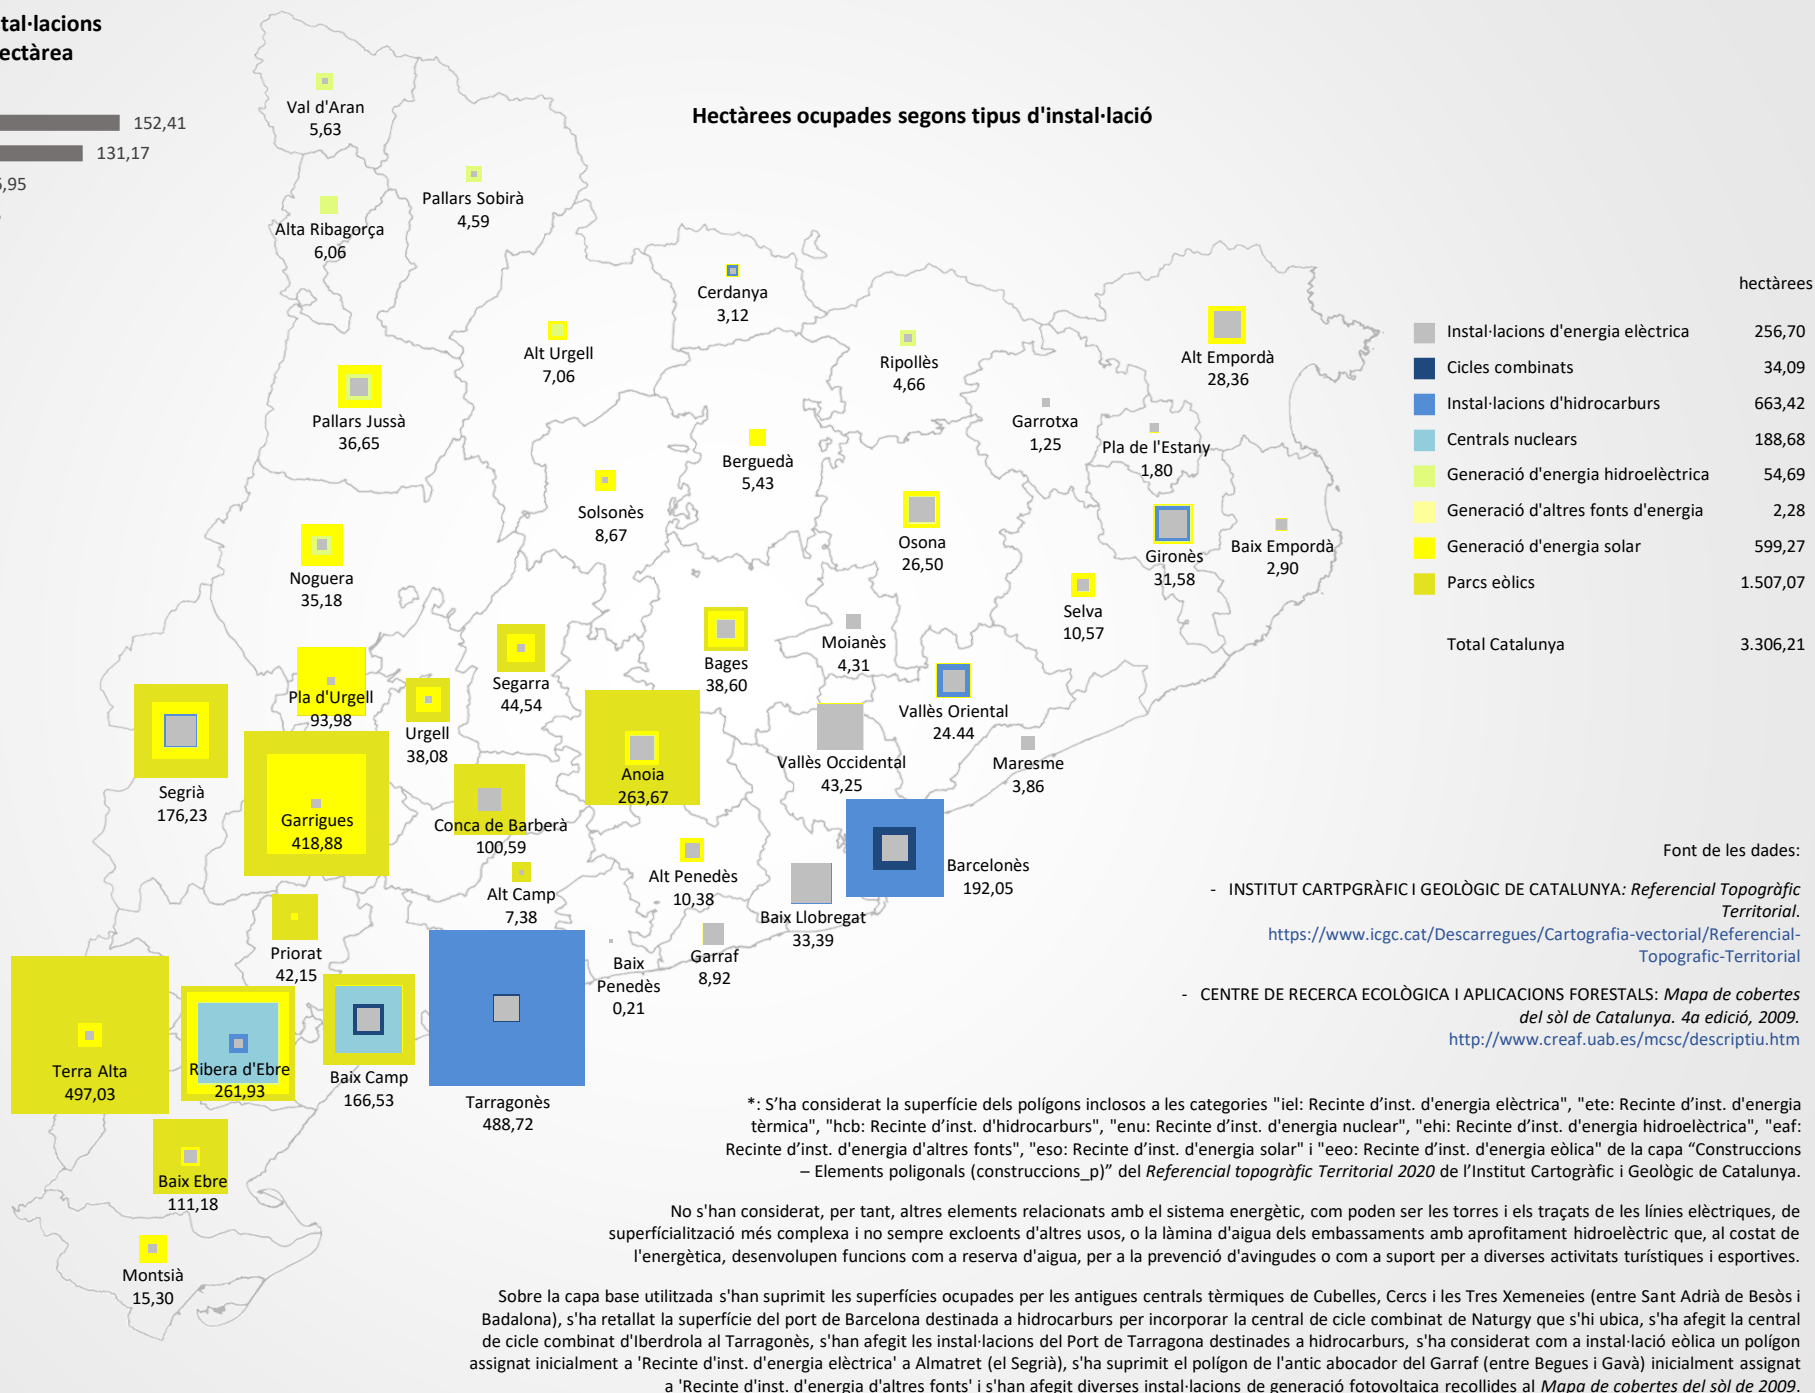 tal·lacions
ectàrea
152,41
131,17
,95
Hectàrees ocupades segons tipus d'instal·lació
Val d'Aran
5,63
Pallars Sobirà
4,59
Alta Ribagorça
6,06
Cerdanya
3,12
Alt Urgell
7,06
Ripollès
4,66
Alt Empordà
28,36
Pallars Jussà
36,65
Garrotxa
1,25
Pla de l'Estany
1,80
Berguedà
5,43
Solsonès
8,67
Osona
26,50
Gironès
31,58
Baix Empordà
2,90
Noguera
35,18
Selva
10,57
Moianès
4,31
Bages
38,60
Segarra
44,54
Pla d'Urgell
93,98
Urgell
38,08
Vallès Oriental
24.44
Segrià
176,23
Anoia
263,67
Vallès Occidental
43,25
Maresme
3,86
Garrigues
418,88
Conca de Barberà
100,59
Alt Camp
7,38
Alt Penedès
10,38
Barcelonès
192,05
Baix Llobregat
33,39
Priorat
42,15
Baix
Penedès
0,21
Garraf
8,92
Terra Alta
497,03
Ribera d'Ebre
261,93
Baix Camp
166,53
Tarragonès
488,72
Baix Ebre
111,18
Montsià
15,30
hectàrees
Instal·lacions d'energia elèctrica 256,70
Cicles combinats 34,09
Instal·lacions d'hidrocarburs 663,42
Centrals nuclears 188,68
Generació d'energia hidroelèctrica 54,69
Generació d'altres fonts d'energia 2,28
Generació d'energia solar 599,27
Parcs eòlics 1.507,07
Total Catalunya 3.306,21
Font de les dades:
- INSTITUT CARTPGRÀFIC I GEOLÒGIC DE CATALUNYA: Referencial Topogràfic
Territorial.
https://www.icgc.cat/Descarregues/Cartografia-vectorial/Referencial-
Topografic-Territorial
- CENTRE DE RECERCA ECOLÒGICA I APLICACIONS FORESTALS: Mapa de cobertes
del sòl de Catalunya. 4a edició, 2009.
http://www.creaf.uab.es/mcsc/descriptiu.htm
*: S’ha considerat la superfície dels polígons inclosos a les categories "iel: Recinte d’inst. d'energia elèctrica", "ete: Recinte d’inst. d'energia
tèrmica", "hcb: Recinte d’inst. d'hidrocarburs", "enu: Recinte d’inst. d'energia nuclear", "ehi: Recinte d’inst. d'energia hidroelèctrica", "eaf:
Recinte d’inst. d'energia d'altres fonts", "eso: Recinte d’inst. d'energia solar" i "eeo: Recinte d’inst. d'energia eòlica" de la capa “Construccions
– Elements poligonals (construccions_p)” del Referencial topogràfic Territorial 2020 de l’Institut Cartogràfic i Geològic de Catalunya.
No s'han considerat, per tant, altres elements relacionats amb el sistema energètic, com poden ser les torres i els traçats de les línies elèctriques, de
superfícialització més complexa i no sempre excloents d'altres usos, o la làmina d'aigua dels embassaments amb aprofitament hidroelèctric que, al costat de
l'energètica, desenvolupen funcions com a reserva d'aigua, per a la prevenció d'avingudes o com a suport per a diverses activitats turístiques i esportives.
Sobre la capa base utilitzada s'han suprimit les superfícies ocupades per les antigues centrals tèrmiques de Cubelles, Cercs i les Tres Xemeneies (entre Sant Adrià de Besòs i
Badalona), s'ha retallat la superfície del port de Barcelona destinada a hidrocarburs per incorporar la central de cicle combinat de Naturgy que s'hi ubica, s'ha afegit la central
de cicle combinat d'Iberdrola al Tarragonès, s'han afegit les instal·lacions del Port de Tarragona destinades a hidrocarburs, s'ha considerat com a instal·lació eòlica un polígon
assignat inicialment a 'Recinte d'inst. d'energia elèctrica' a Almatret (el Segrià), s'ha suprimit el polígon de l'antic abocador del Garraf (entre Begues i Gavà) inicialment assignat
a 'Recinte d'inst. d'energia d'altres fonts' i s'han afegit diverses instal·lacions de generació fotovoltaica recollides al Mapa de cobertes del sòl de 2009.